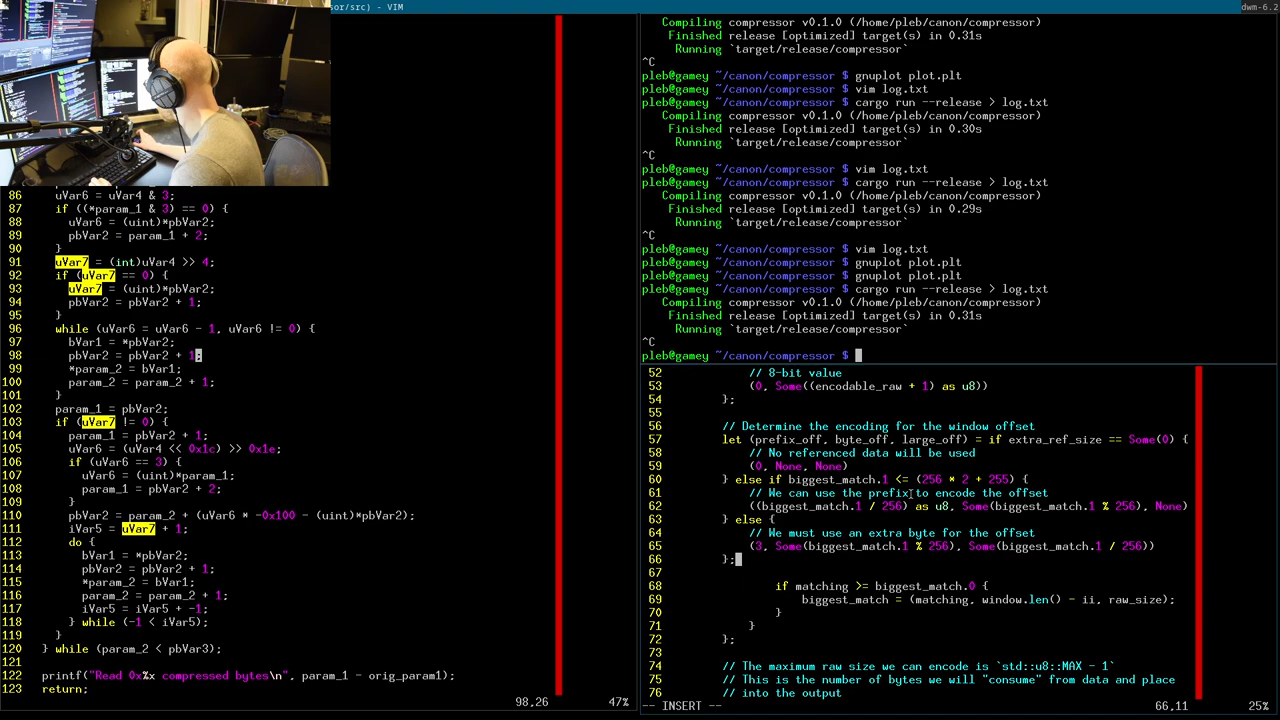 or/src) - VIM
dwm-6.2
86 uVar6 = uVar4 & 3;
87 if ((*param_1 & 3) == 0) {
88 uVar6 = (uint)*pbVar2;
89 pbVar2 = param_1 + 2;
90 }
91 uVar7 = (int)uVar4 >> 4;
92 if (uVar7 == 0) {
93 uVar7 = (uint)*pbVar2;
94 pbVar2 = pbVar2 + 1;
95 }
96 while (uVar6 = uVar6 - 1, uVar6 != 0) {
97 bVar1 = *pbVar2;
98 pbVar2 = pbVar2 + 1;
99 *param_2 = bVar1;
100 param_2 = param_2 + 1;
101 }
102 param_1 = pbVar2;
103 if (uVar7 != 0) {
104 param_1 = pbVar2 + 1;
105 uVar6 = (uVar4 << 0x1c) >> 0x1e;
106 if (uVar6 == 3) {
107 uVar6 = (uint)*param_1;
108 param_1 = pbVar2 + 2;
109 }
110 pbVar2 = param_2 + (uVar6 * -0x100 - (uint)*pbVar2);
111 iVar5 = uVar7 + 1;
112 do {
113 bVar1 = *pbVar2;
114 pbVar2 = pbVar2 + 1;
115 *param_2 = bVar1;
116 param_2 = param_2 + 1;
117 iVar5 = iVar5 + -1;
118 } while (-1 < iVar5);
119 }
120 } while (param_2 < pbVar3);
121
122 printf("Read 0x%x compressed bytes\n", param_1 - orig_param1);
123 return;
98,26 47%
Compiling compressor v0.1.0 (/home/pleb/canon/compressor)
Finished release [optimized] target(s) in 0.31s
Running `target/release/compressor`
^C
pleb@gamey ~/canon/compressor $ gnuplot plot.plt
pleb@gamey ~/canon/compressor $ vim log.txt
pleb@gamey ~/canon/compressor $ cargo run --release > log.txt
Compiling compressor v0.1.0 (/home/pleb/canon/compressor)
Finished release [optimized] target(s) in 0.30s
Running `target/release/compressor`
^C
pleb@gamey ~/canon/compressor $ vim log.txt
pleb@gamey ~/canon/compressor $ cargo run --release > log.txt
Compiling compressor v0.1.0 (/home/pleb/canon/compressor)
Finished release [optimized] target(s) in 0.29s
Running `target/release/compressor`
^C
pleb@gamey ~/canon/compressor $ vim log.txt
pleb@gamey ~/canon/compressor $ gnuplot plot.plt
pleb@gamey ~/canon/compressor $ gnuplot plot.plt
pleb@gamey ~/canon/compressor $ cargo run --release > log.txt
Compiling compressor v0.1.0 (/home/pleb/canon/compressor)
Finished release [optimized] target(s) in 0.31s
Running `target/release/compressor`
^C
pleb@gamey ~/canon/compressor $
52 // 8-bit value
53 (0, Some((encodable_raw + 1) as u8))
54 };
55
56 // Determine the encoding for the window offset
57 let (prefix_off, byte_off, large_off) = if extra_ref_size == Some(0) {
58 // No referenced data will be used
59 (0, None, None)
60 } else if biggest_match.1 <= (256 * 2 + 255) {
61 // We can use the prefix to encode the offset
62 ((biggest_match.1 / 256) as u8, Some(biggest_match.1 % 256), None)
63 } else {
64 // We must use an extra byte for the offset
65 (3, Some(biggest_match.1 % 256), Some(biggest_match.1 / 256))
66 };
67
68 if matching >= biggest_match.0 {
69 biggest_match = (matching, window.len() - ii, raw_size);
70 }
71 }
72 };
73
74 // The maximum raw size we can encode is `std::u8::MAX - 1`
75 // This is the number of bytes we will "consume" from data and place
76 // into the output
-- INSERT -- 66,11 25%